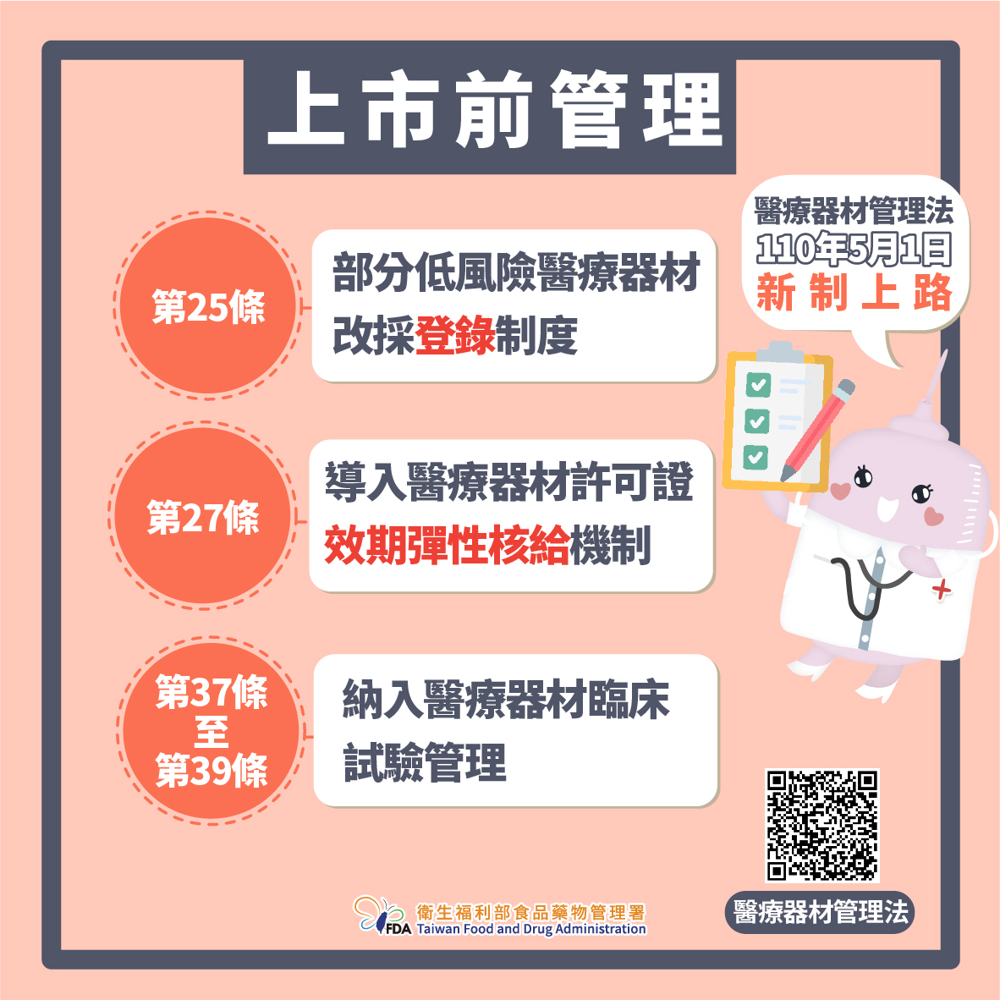 上市前管理
醫療器材管理法
110年5月1日
新制上路
第25條
部分低風險醫療器材
改採登錄制度
第27條
導入醫療器材許可證
效期彈性核給機制
第37條
至
第39條
納入醫療器材臨床
試驗管理
醫療器材管理法
FDA
衛生福利部食品藥物管理署
Taiwan Food and Drug Administration